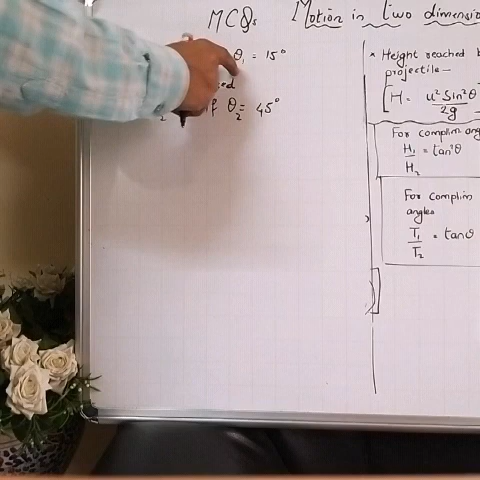 MCQs Motion in two dimensio
θ₁ = 15°
θ₂ = 45°
* Height reached b
projectile —
H = u² Sin²θ / 2g
For complim ang
H₁ / H₂ = tan²θ
For complim
angles
T₁ / T₂ = tanθ